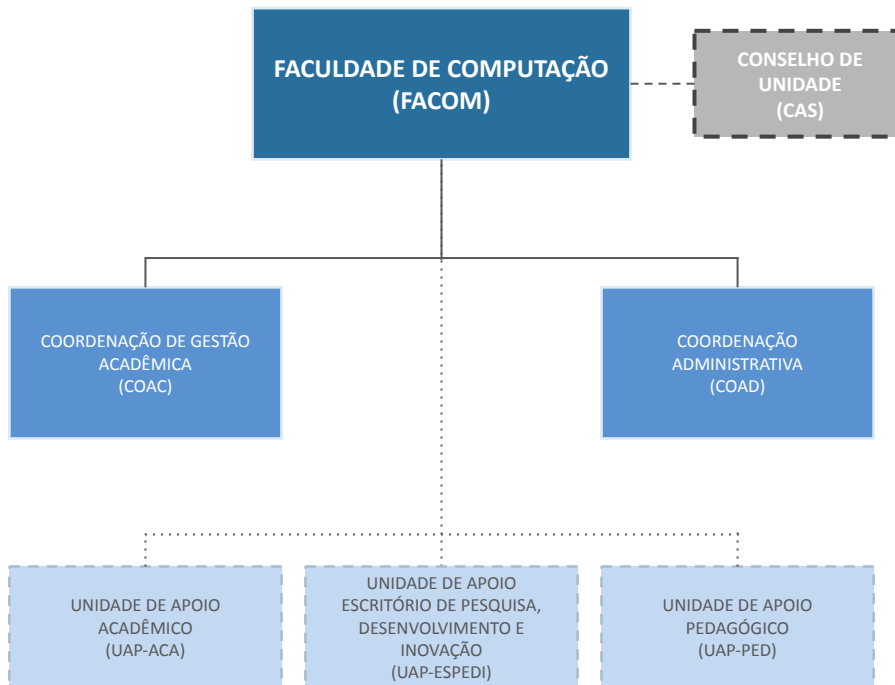 FACULDADE DE COMPUTAÇÃO
(FACOM)
CONSELHO DE
UNIDADE
(CAS)
COORDENAÇÃO DE GESTÃO
ACADÊMICA
(COAC)
COORDENAÇÃO
ADMINISTRATIVA
(COAD)
UNIDADE DE APOIO
ACADÊMICO
(UAP-ACA)
UNIDADE DE APOIO
ESCRITÓRIO DE PESQUISA,
DESENVOLVIMENTO E
INOVAÇÃO
(UAP-ESPEDI)
UNIDADE DE APOIO
PEDAGÓGICO
(UAP-PED)